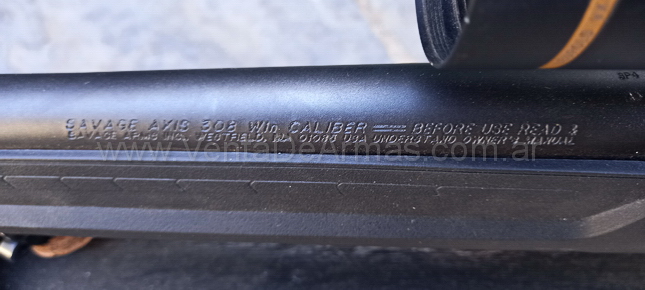 SAVAGE AXIS 308 Win CALIBER BEFORE USE READ &
SAVAGE ARMS INC. WESTFIELD, MA 01085 USA UNDERSTAND OWNER'S MANUAL
www.VentaDeArmas.com.ar
SP4